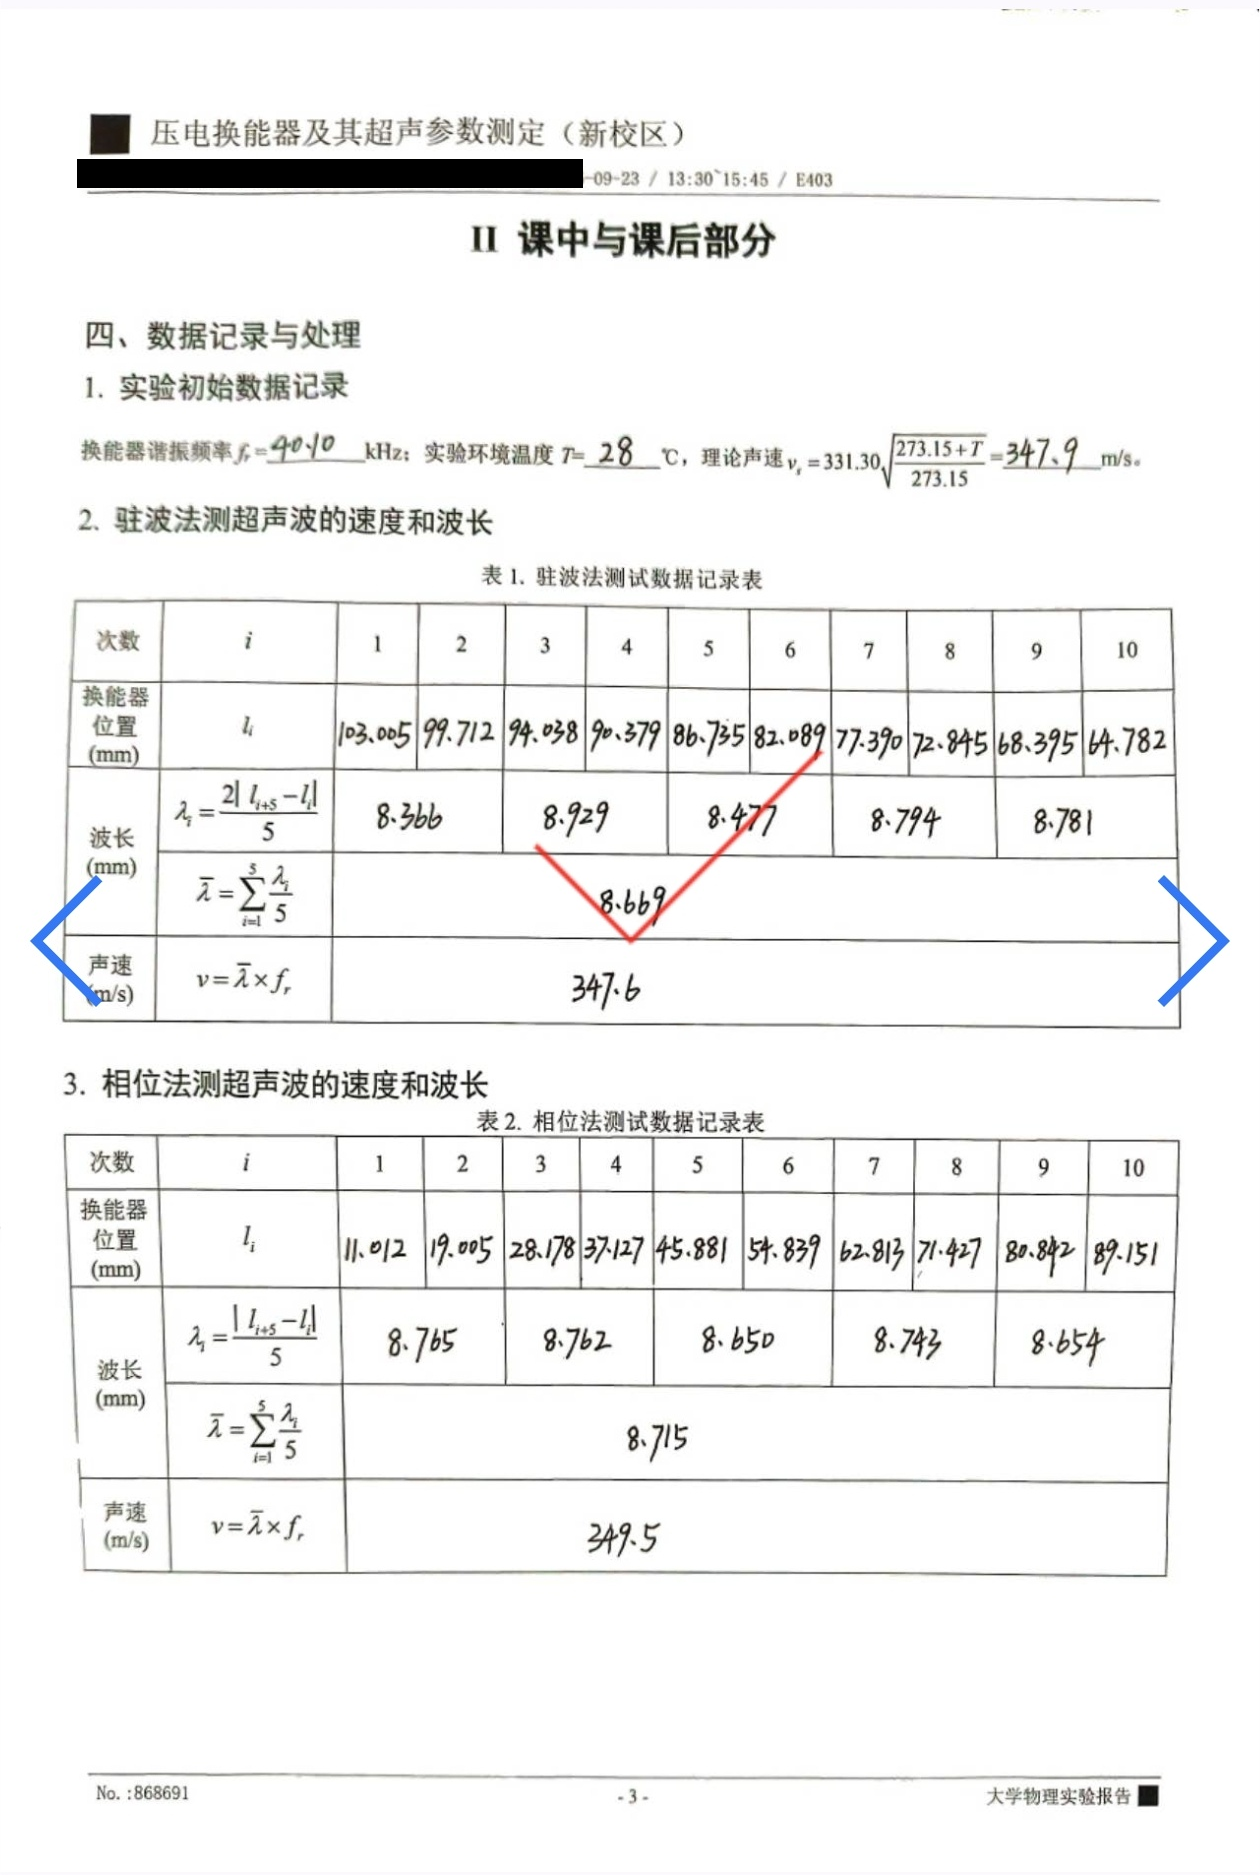 压电换能器及其超声参数测定（新校区）
-09-23 / 13:30~15:45 / E403
II 课中与课后部分
四、数据记录与处理
1. 实验初始数据记录
换能器谐振频率 fᵣ= 40.10 kHz；实验环境温度 T= 28 ℃，理论声速 vₛ = 331.30√((273.15+T)/273.15) = 347.9 m/s。
2. 驻波法测超声波的速度和波长
表 1. 驻波法测试数据记录表
次数 i 1 2 3 4 5 6 7 8 9 10
换能器位置(mm) lᵢ 103.005 99.712 94.038 90.379 86.735 82.089 77.390 72.845 68.395 64.782
波长(mm) λᵢ = 2|lᵢ₊₅−lᵢ|/5 8.366 8.929 8.477 8.794 8.781
λ̄ = Σ(i=1→5) λᵢ/5 8.669
声速(m/s) v = λ̄ × fᵣ 347.6
3. 相位法测超声波的速度和波长
表 2. 相位法测试数据记录表
次数 i 1 2 3 4 5 6 7 8 9 10
换能器位置(mm) lᵢ 11.012 19.005 28.178 37.127 45.881 54.839 62.813 71.427 80.842 89.151
波长(mm) λᵢ = |lᵢ₊₅−lᵢ|/5 8.765 8.762 8.650 8.743 8.654
λ̄ = Σ(i=1→5) λᵢ/5 8.715
声速(m/s) v = λ̄ × fᵣ 349.5
No.:868691
- 3 -
大学物理实验报告